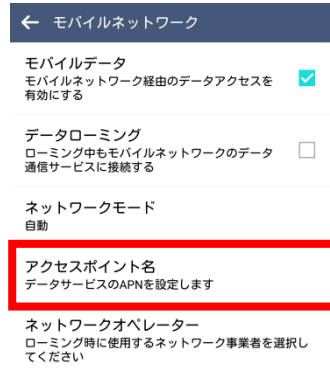 ← モバイルネットワーク
モバイルデータ
モバイルネットワーク経由のデータアクセスを
有効にする
データローミング
ローミング中もモバイルネットワークのデータ
通信サービスに接続する
ネットワークモード
自動
アクセスポイント名
データサービスのAPNを設定します
ネットワークオペレーター
ローミング時に使用するネットワーク事業者を選択し
てください